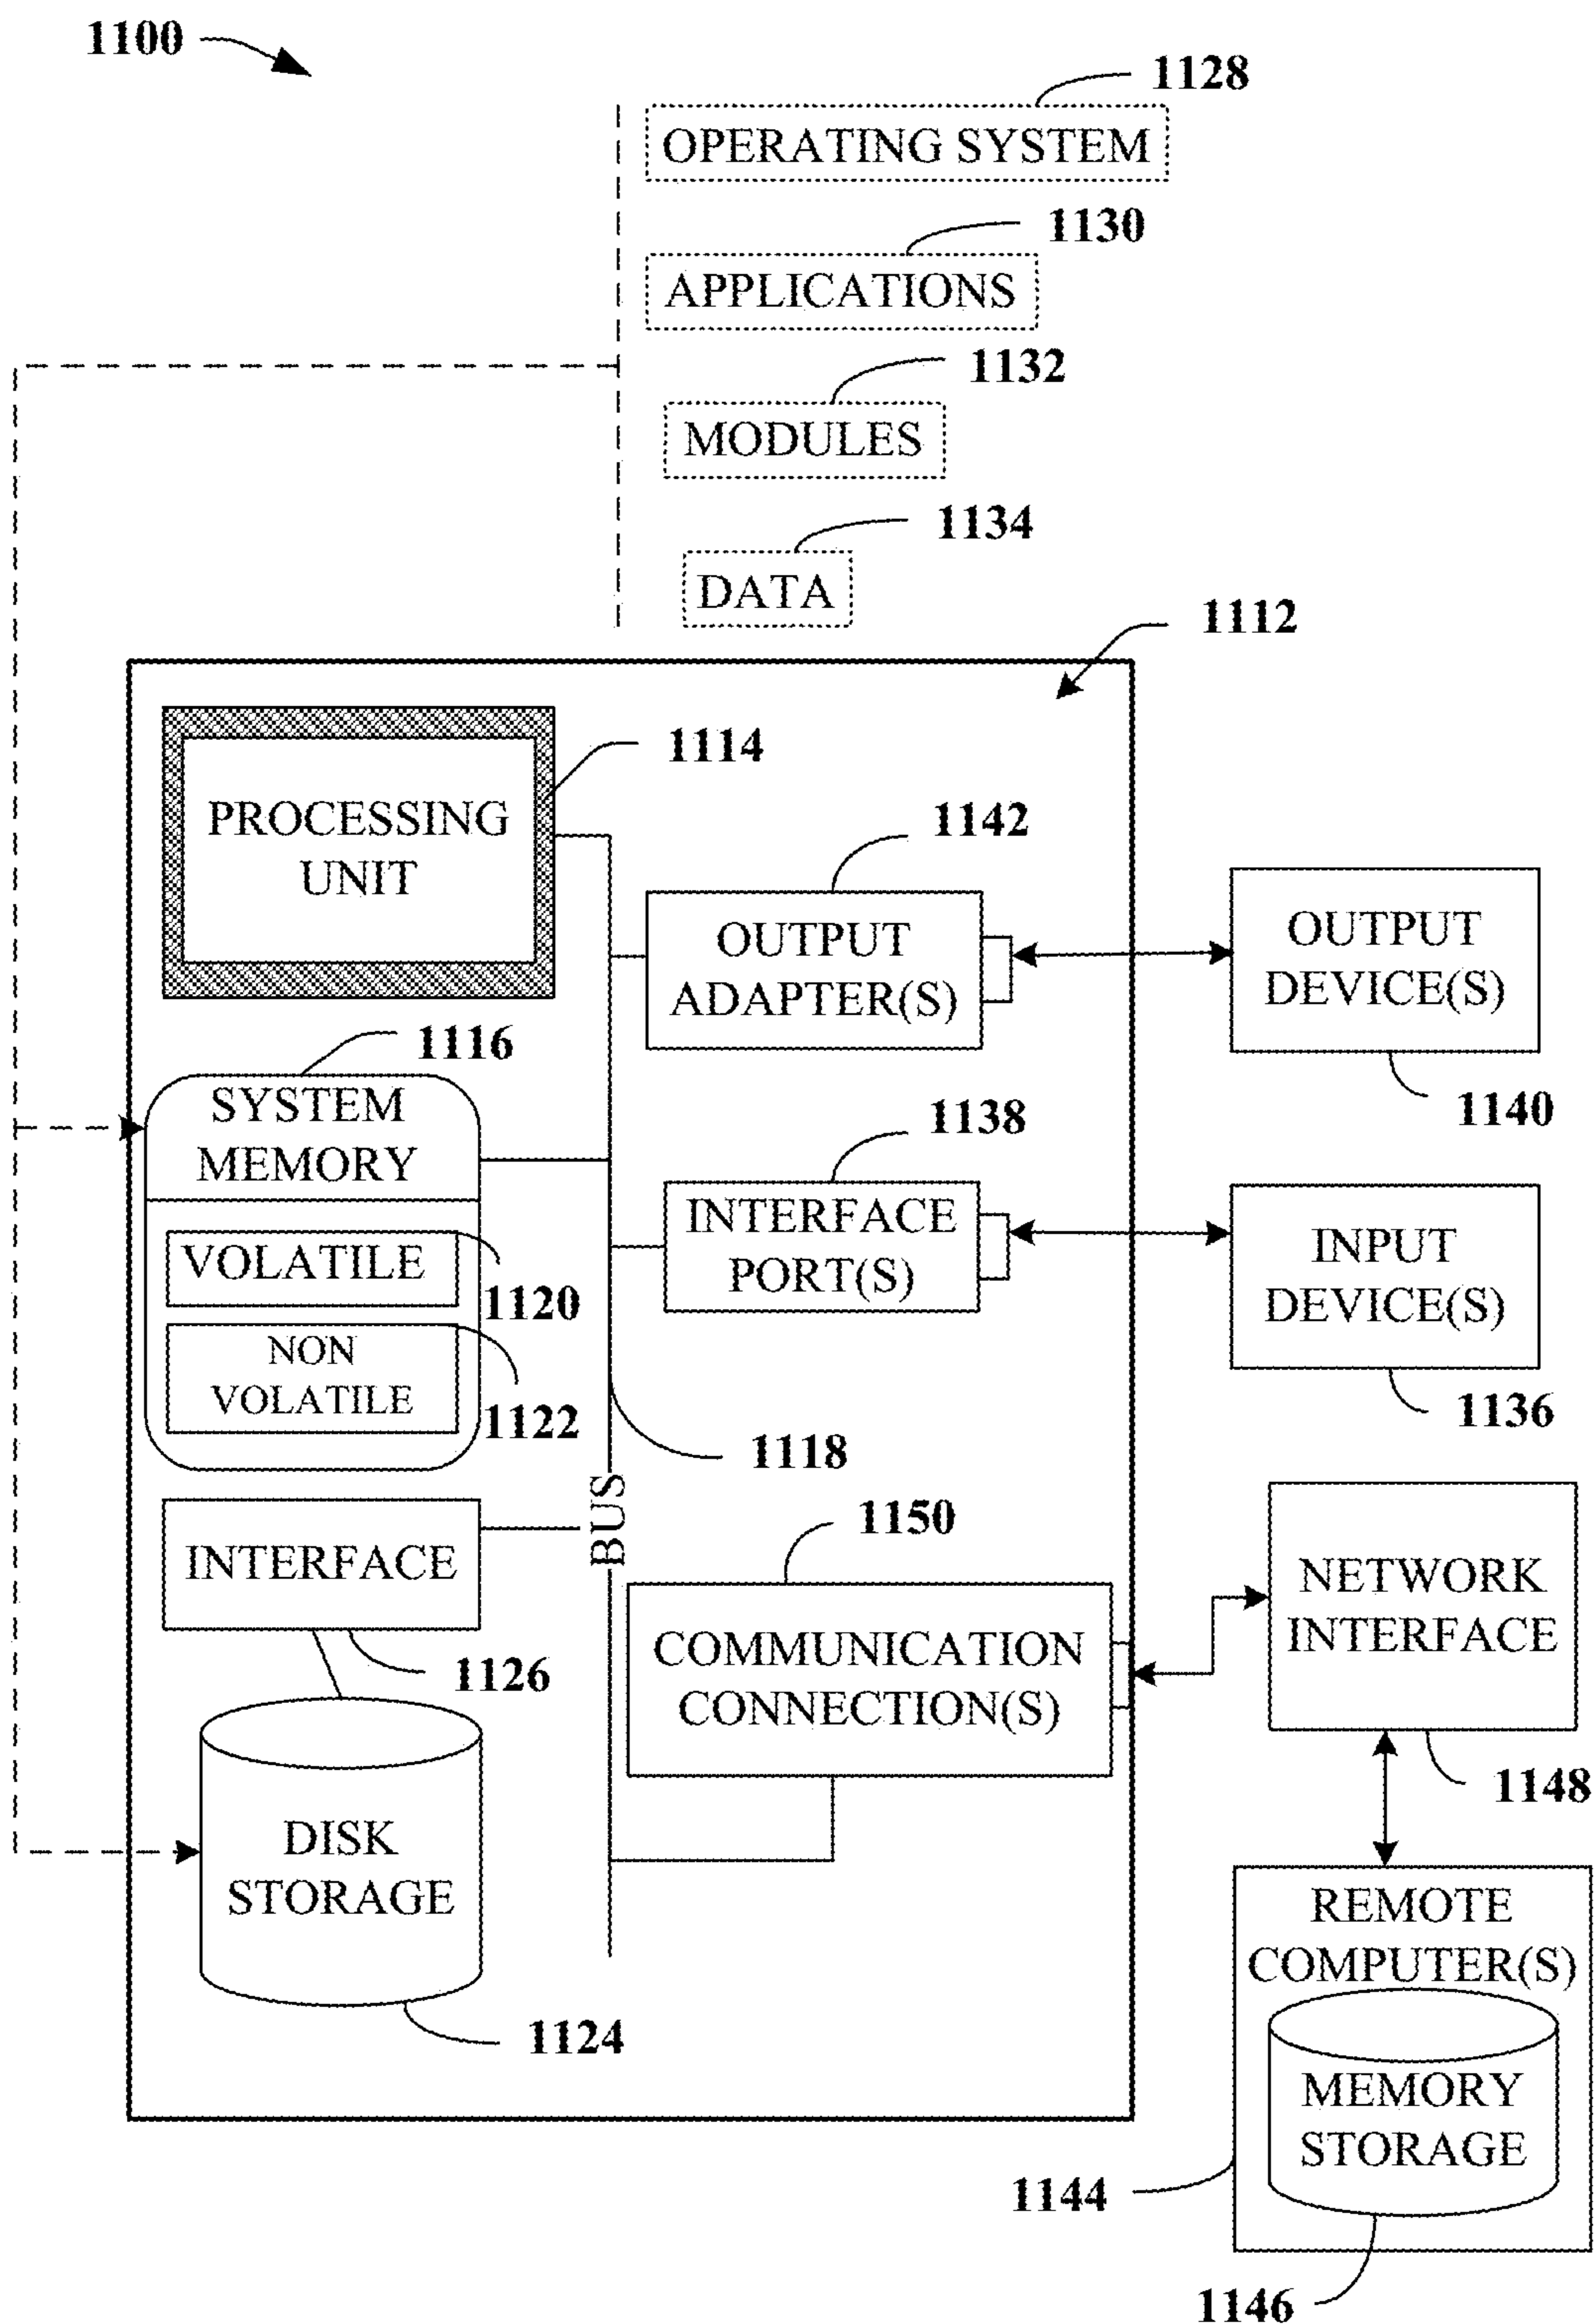 1100
1128
OPERATING SYSTEM
1130
APPLICATIONS
1132
MODULES
1134
DATA
1112
PROCESSING
UNIT
1114
1142
OUTPUT
ADAPTER(S)
OUTPUT
DEVICE(S)
1140
1116
SYSTEM
MEMORY
VOLATILE
1120
NON
VOLATILE
1122
1138
INTERFACE
PORT(S)
INPUT
DEVICE(S)
1136
1118
BUS
INTERFACE
1126
1150
COMMUNICATION
CONNECTION(S)
NETWORK
INTERFACE
1148
DISK
STORAGE
1124
REMOTE
COMPUTER(S)
MEMORY
STORAGE
1144
1146